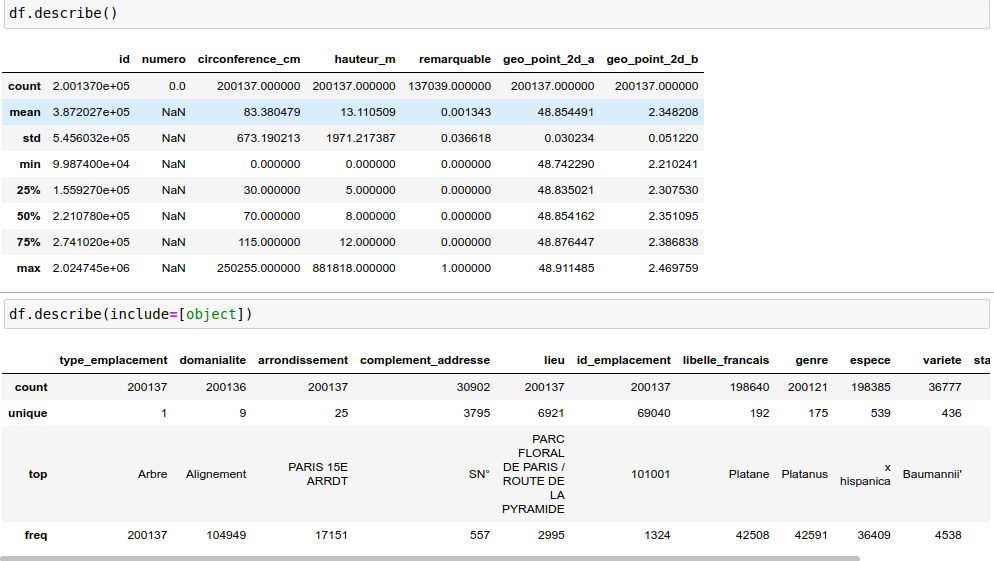 df.describe()
id numero circonference_cm hauteur_m remarquable geo_point_2d_a geo_point_2d_b
count 2.001370e+05 0.0 200137.000000 200137.000000 137039.000000 200137.000000 200137.000000
mean 3.872027e+05 NaN 83.380479 13.110509 0.001343 48.854491 2.348208
std 5.456032e+05 NaN 673.190213 1971.217387 0.036618 0.030234 0.051220
min 9.987400e+04 NaN 0.000000 0.000000 0.000000 48.742290 2.210241
25% 1.559270e+05 NaN 30.000000 5.000000 0.000000 48.835021 2.307530
50% 2.210780e+05 NaN 70.000000 8.000000 0.000000 48.854162 2.351095
75% 2.741020e+05 NaN 115.000000 12.000000 0.000000 48.876447 2.386838
max 2.024745e+06 NaN 250255.000000 881818.000000 1.000000 48.911485 2.469759
df.describe(include=[object])
type_emplacement domanialite arrondissement complement_addresse lieu id_emplacement libelle_francais genre espece variete sta
count 200137 200136 200137 30902 200137 200137 198640 200121 198385 36777
unique 1 9 25 3795 6921 69040 192 175 539 436
top Arbre Alignement PARIS 15E ARRDT SN° PARC FLORAL DE PARIS / ROUTE DE LA PYRAMIDE 101001 Platane Platanus x hispanica Baumannii'
freq 200137 104949 17151 557 2995 1324 42508 42591 36409 4538